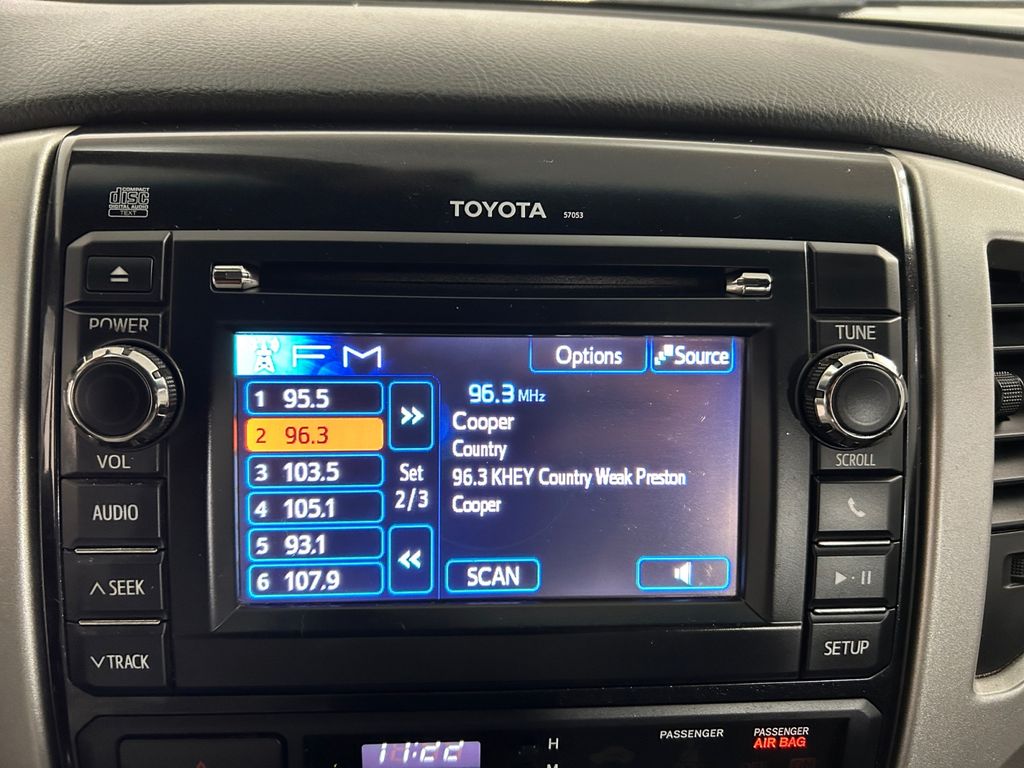 COMPACT
disc
DIGITAL AUDIO
TEXT
TOYOTA 57053
POWER
VOL
AUDIO
∧ SEEK
∨ TRACK
FM
Options
Source
1 95.5
2 96.3
3 103.5
4 105.1
5 93.1
6 107.9
>>
Set
2/3
<<
96.3 MHz
Cooper
Country
96.3 KHEY Country Weak Preston
Cooper
SCAN
TUNE
SCROLL
SETUP
11:22
H
M
PASSENGER
PASSENGER
AIR BAG